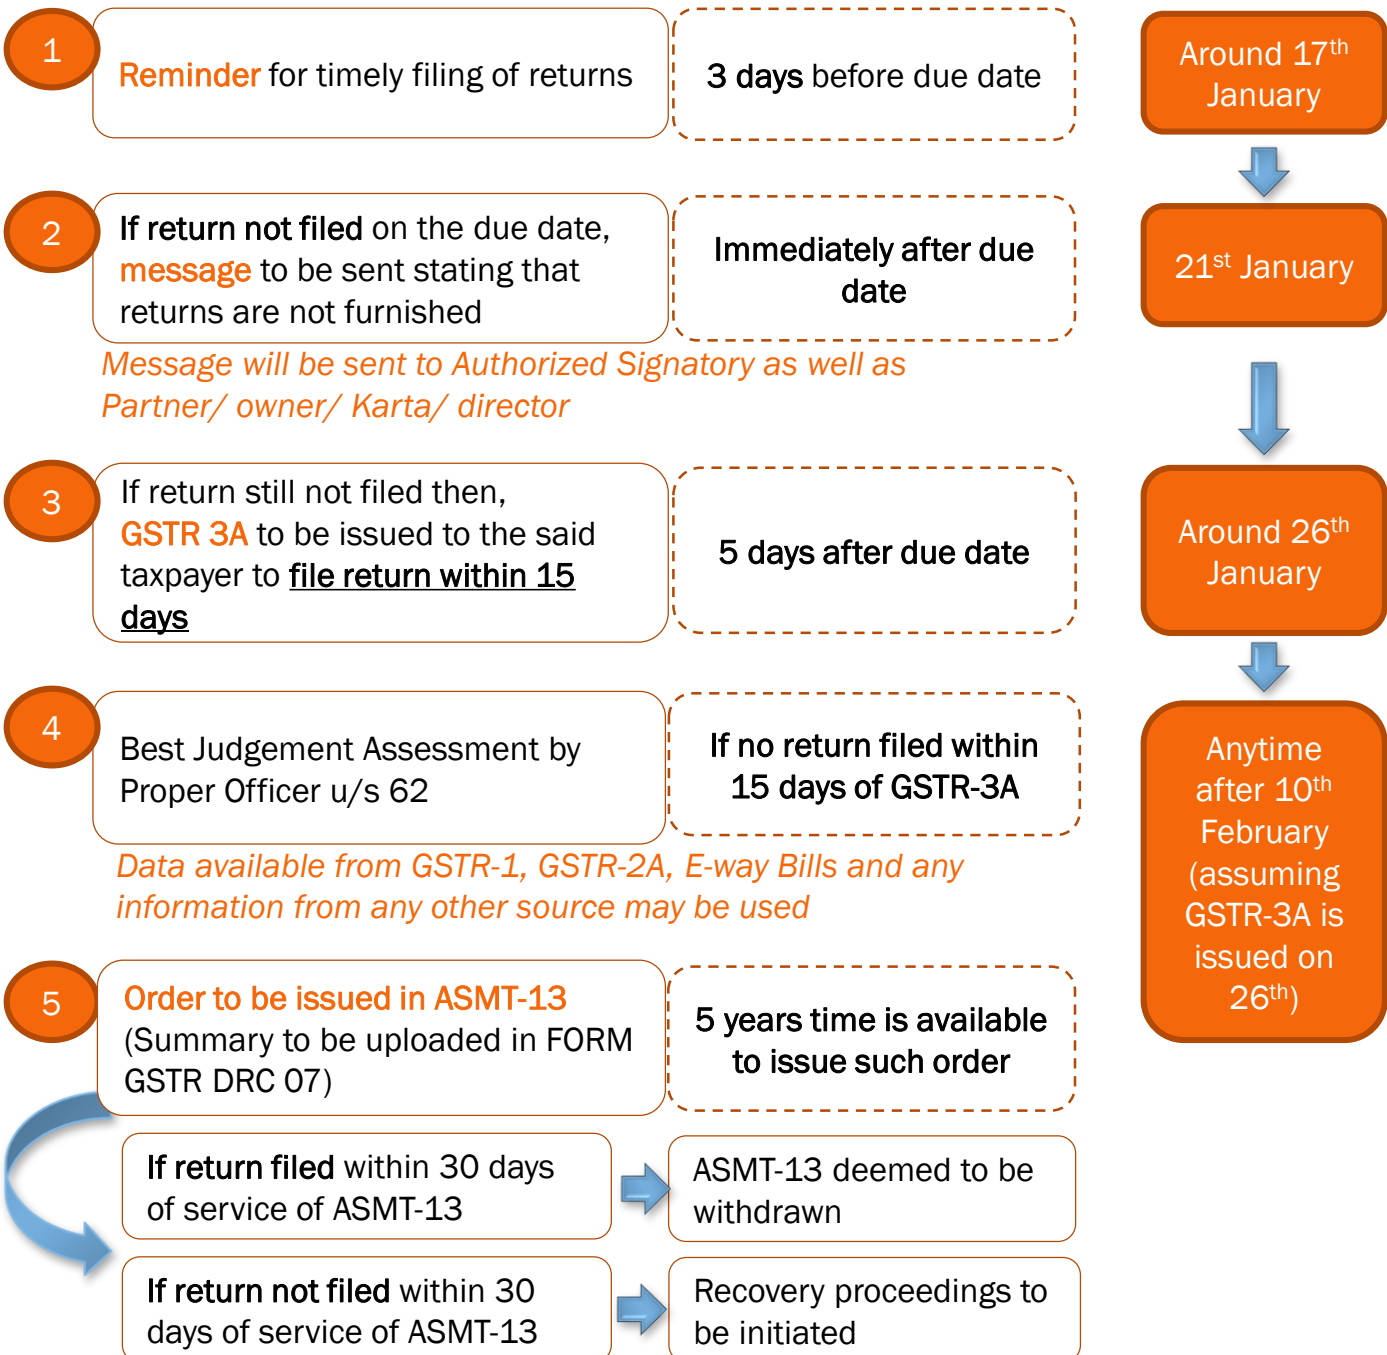 1
Reminder for timely filing of returns
3 days before due date
Around 17th
January
2
If return not filed on the due date,
message to be sent stating that
returns are not furnished
Immediately after due
date
21st January
Message will be sent to Authorized Signatory as well as
Partner/ owner/ Karta/ director
3
If return still not filed then,
GSTR 3A to be issued to the said
taxpayer to file return within 15
days
5 days after due date
Around 26th
January
4
Best Judgement Assessment by
Proper Officer u/s 62
If no return filed within
15 days of GSTR-3A
Anytime
after 10th
February
(assuming
GSTR-3A is
issued on
26th)
Data available from GSTR-1, GSTR-2A, E-way Bills and any
information from any other source may be used
5
Order to be issued in ASMT-13
(Summary to be uploaded in FORM
GSTR DRC 07)
5 years time is available
to issue such order
If return filed within 30 days
of service of ASMT-13
ASMT-13 deemed to be
withdrawn
If return not filed within 30
days of service of ASMT-13
Recovery proceedings to
be initiated